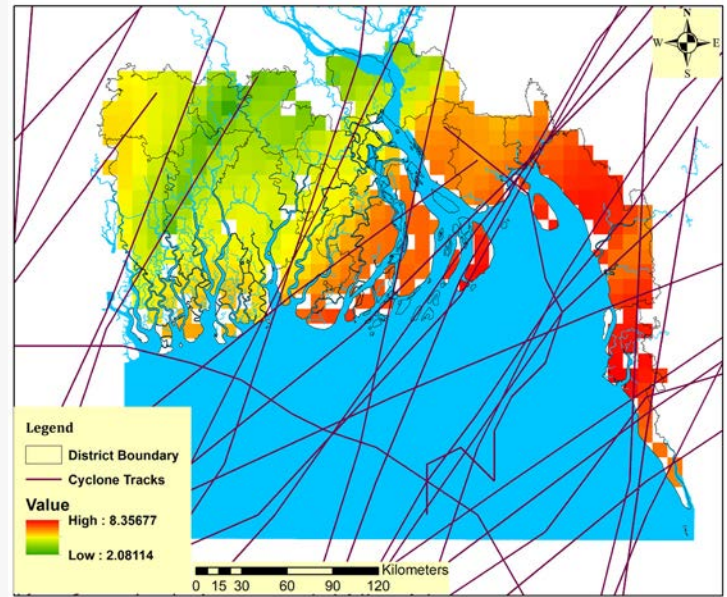 N
W E
S
Legend
District Boundary
Cyclone Tracks
Value
High : 8.35677
Low : 2.08114
Kilometers
0 15 30 60 90 120